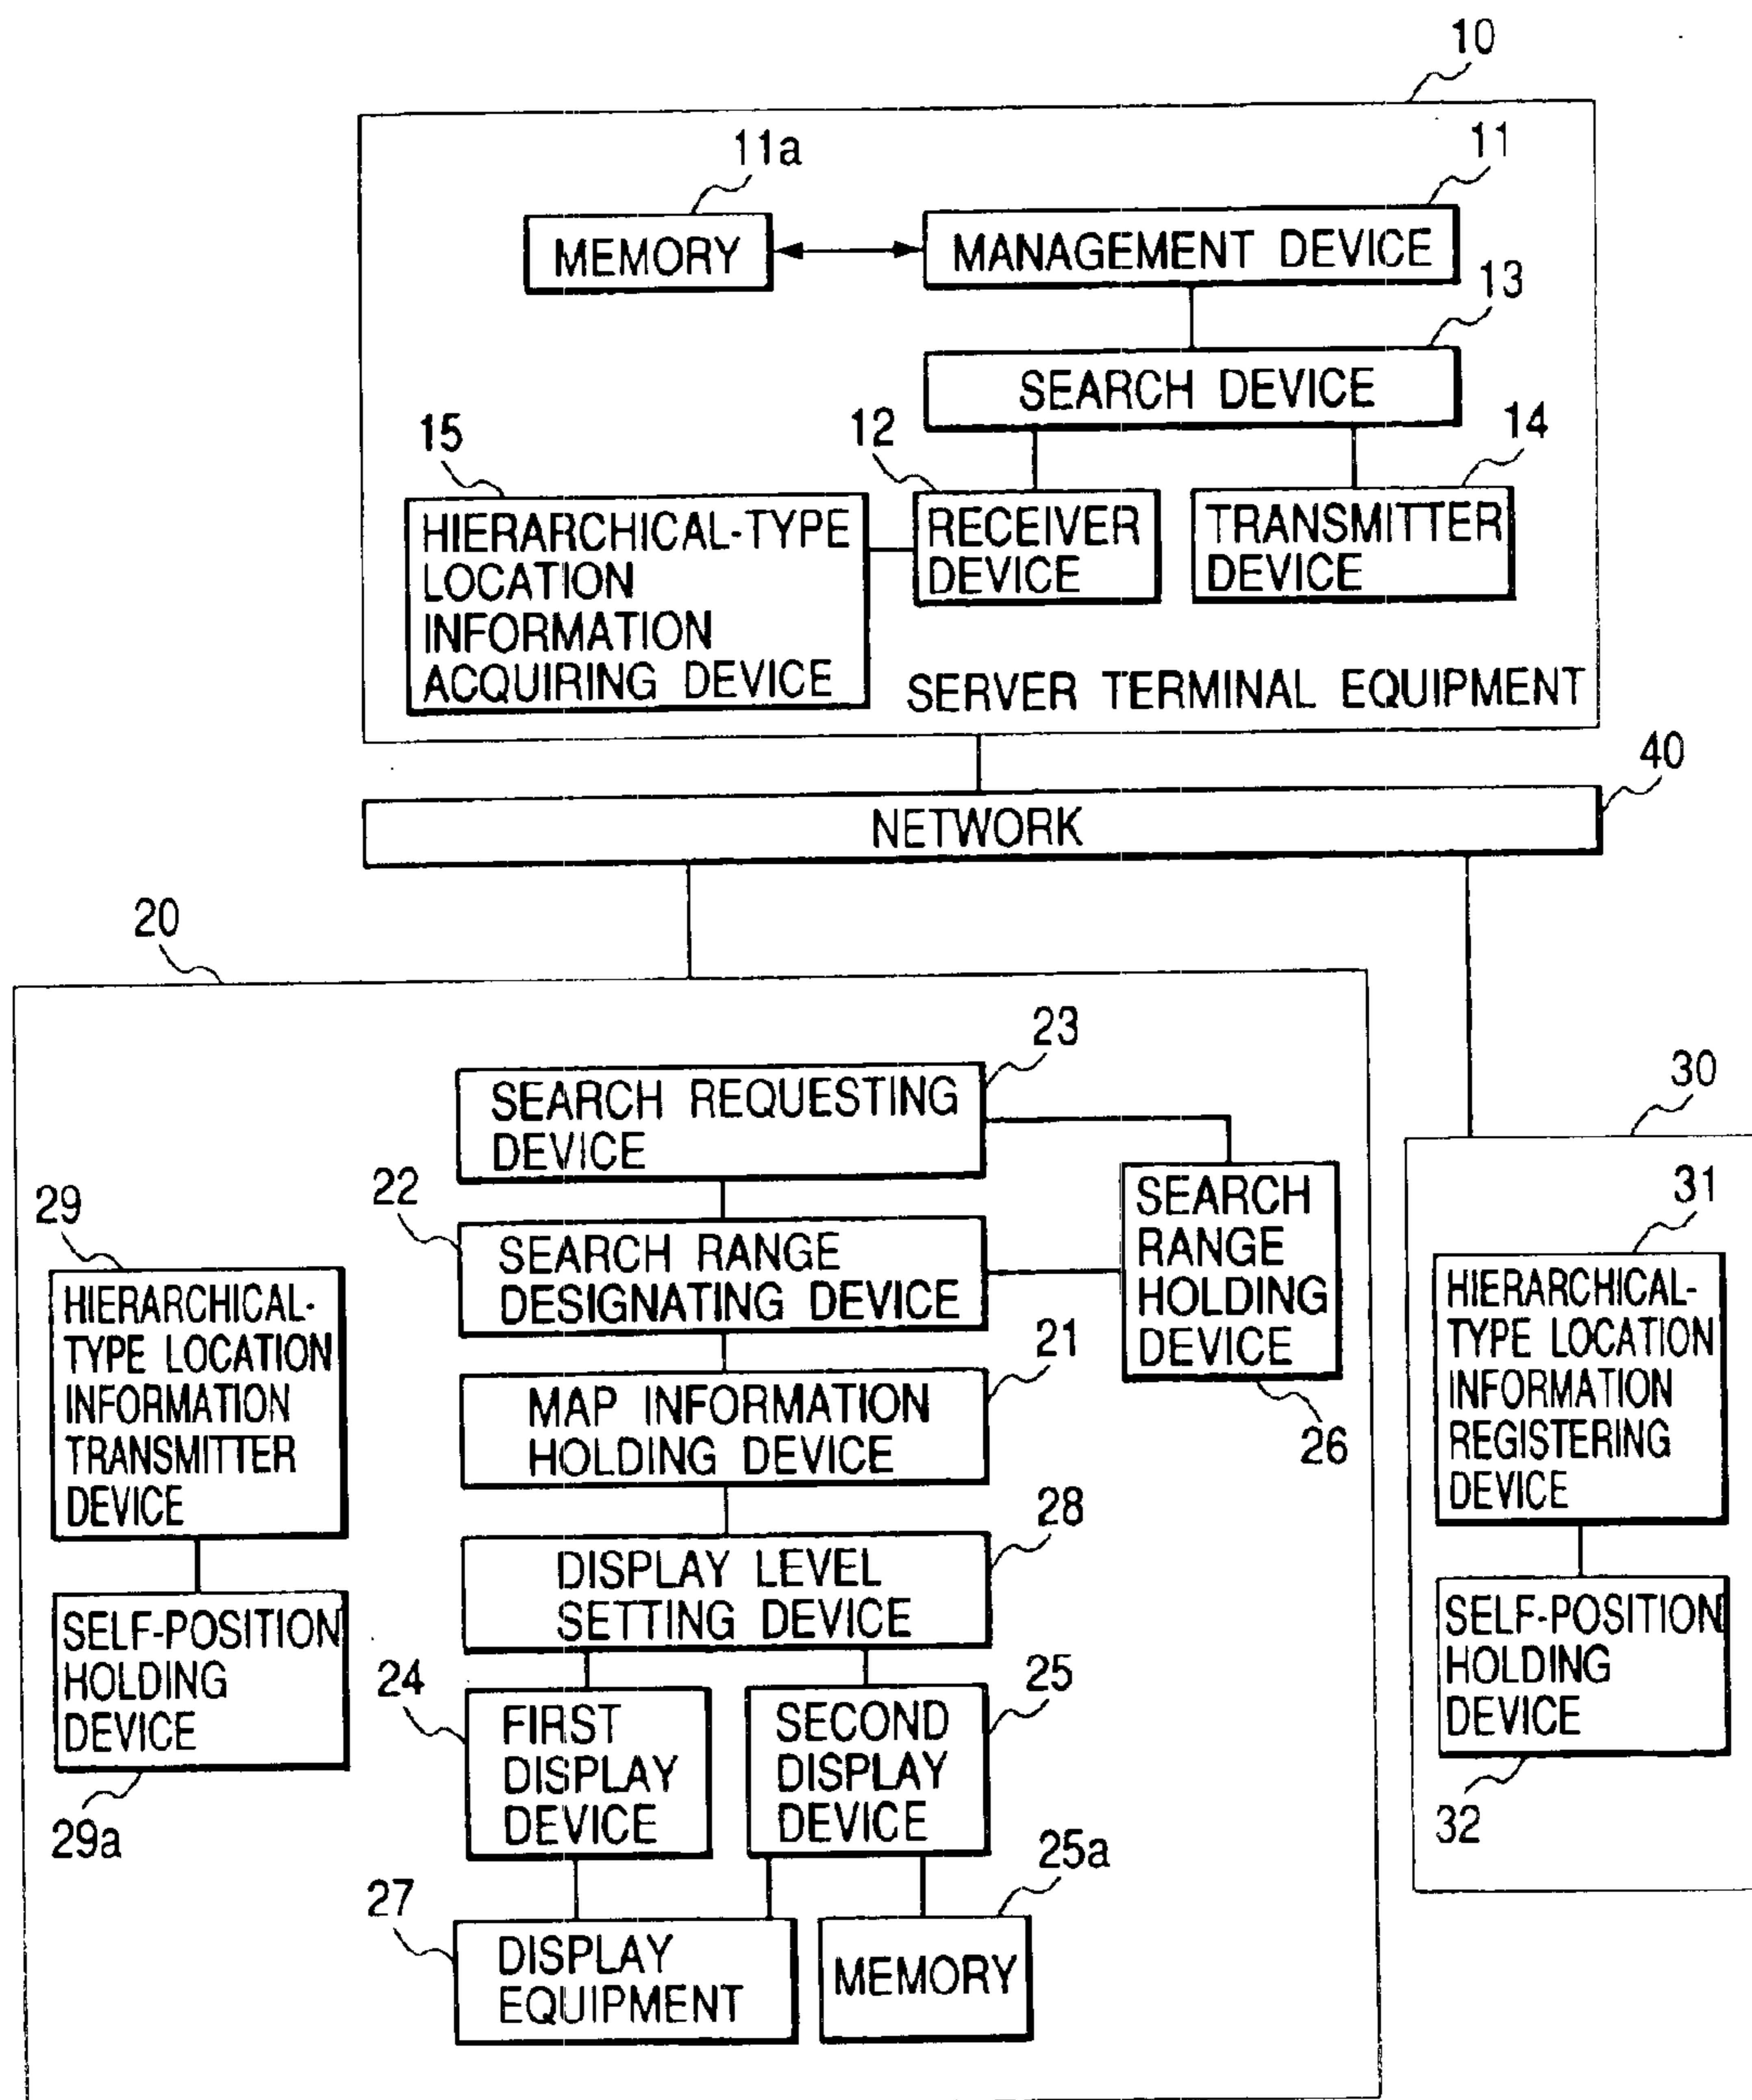 10
11a
11
MEMORY
MANAGEMENT DEVICE
13
SEARCH DEVICE
15
12
14
HIERARCHICAL-TYPE
LOCATION
INFORMATION
ACQUIRING DEVICE
RECEIVER
DEVICE
TRANSMITTER
DEVICE
SERVER TERMINAL EQUIPMENT
40
NETWORK
20
23
SEARCH REQUESTING
DEVICE
22
SEARCH RANGE
DESIGNATING DEVICE
SEARCH
RANGE
HOLDING
DEVICE
26
21
MAP INFORMATION
HOLDING DEVICE
29
HIERARCHICAL-
TYPE LOCATION
INFORMATION
TRANSMITTER
DEVICE
28
DISPLAY LEVEL
SETTING DEVICE
SELF-POSITION
HOLDING
DEVICE
29a
24
FIRST
DISPLAY
DEVICE
25
SECOND
DISPLAY
DEVICE
27
DISPLAY
EQUIPMENT
25a
MEMORY
30
31
HIERARCHICAL-
TYPE LOCATION
INFORMATION
REGISTERING
DEVICE
SELF-POSITION
HOLDING
DEVICE
32